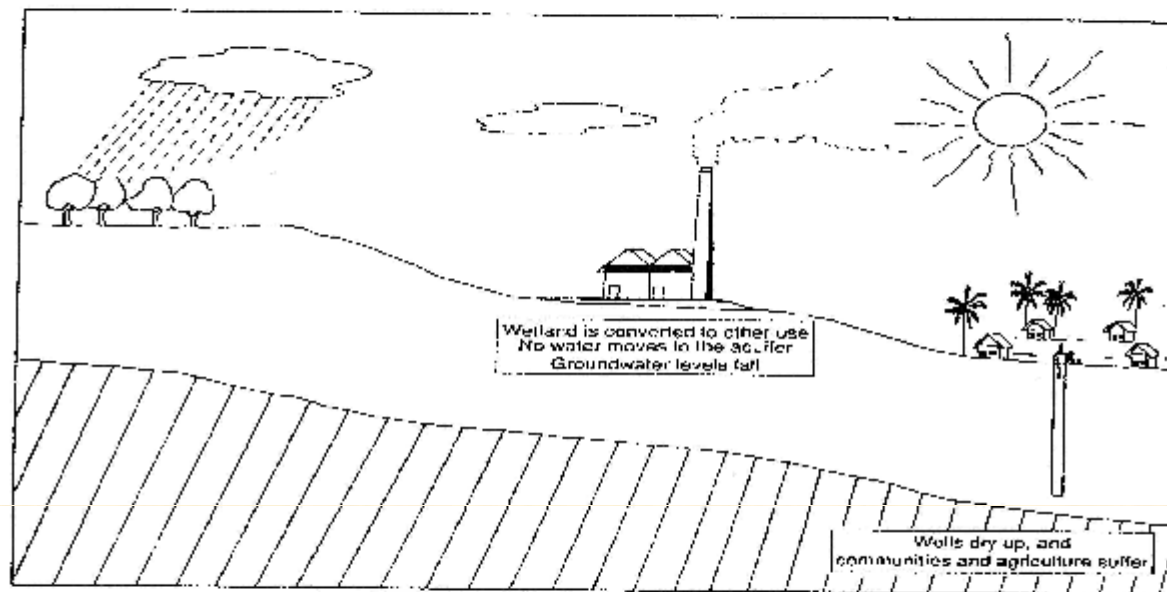 Wetland is converted to other use
No water moves to the aquifer
Groundwater levels fall
Wells dry up, and
communities and agriculture suffer